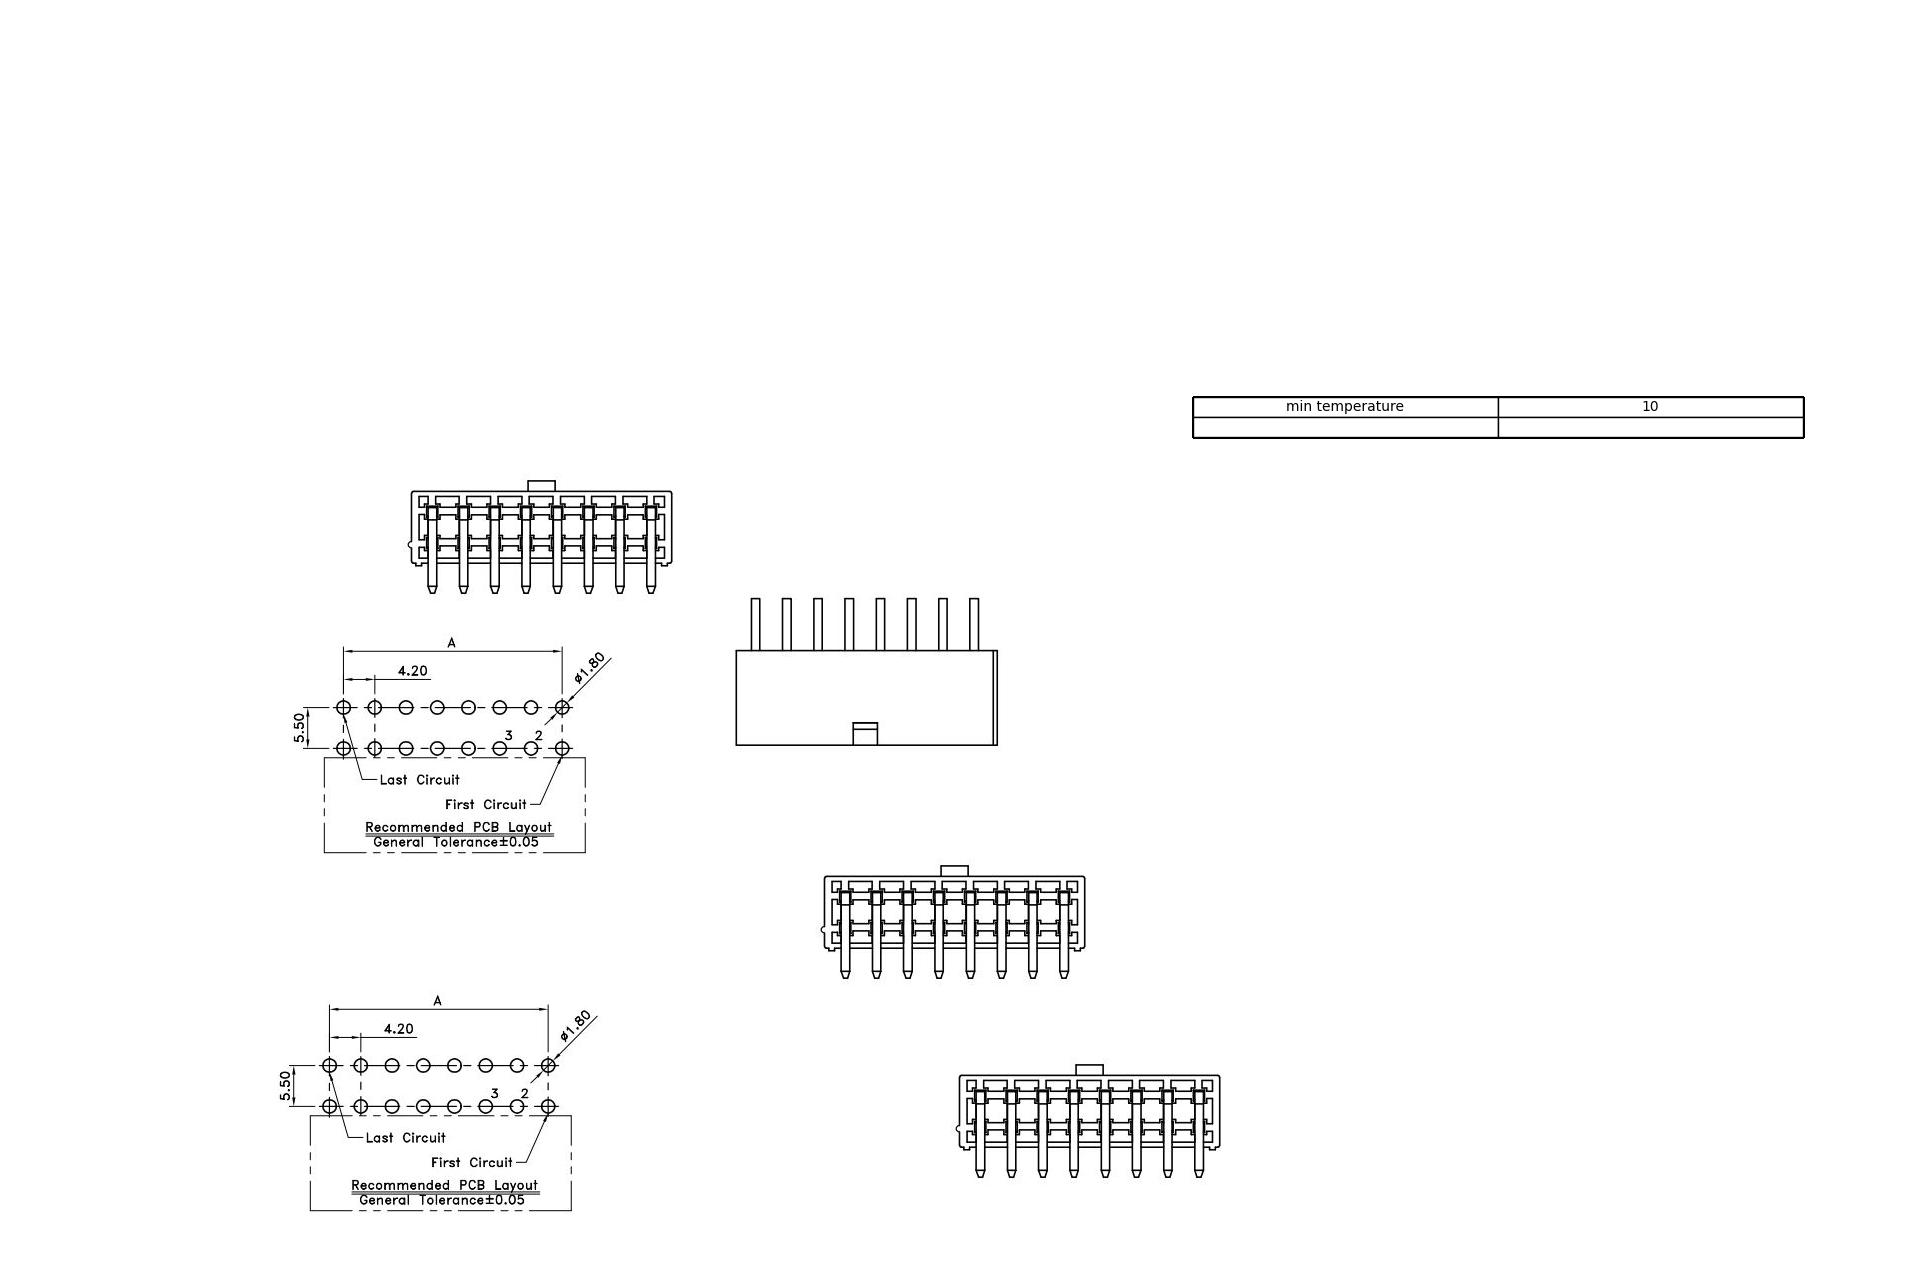 min temperature 10
A
4.20
ø1.80
5.50
3 2
Last Circuit
First Circuit
Recommended PCB Layout
General Tolerance±0.05
A
4.20
ø1.80
5.50
3 2
Last Circuit
First Circuit
Recommended PCB Layout
General Tolerance±0.05